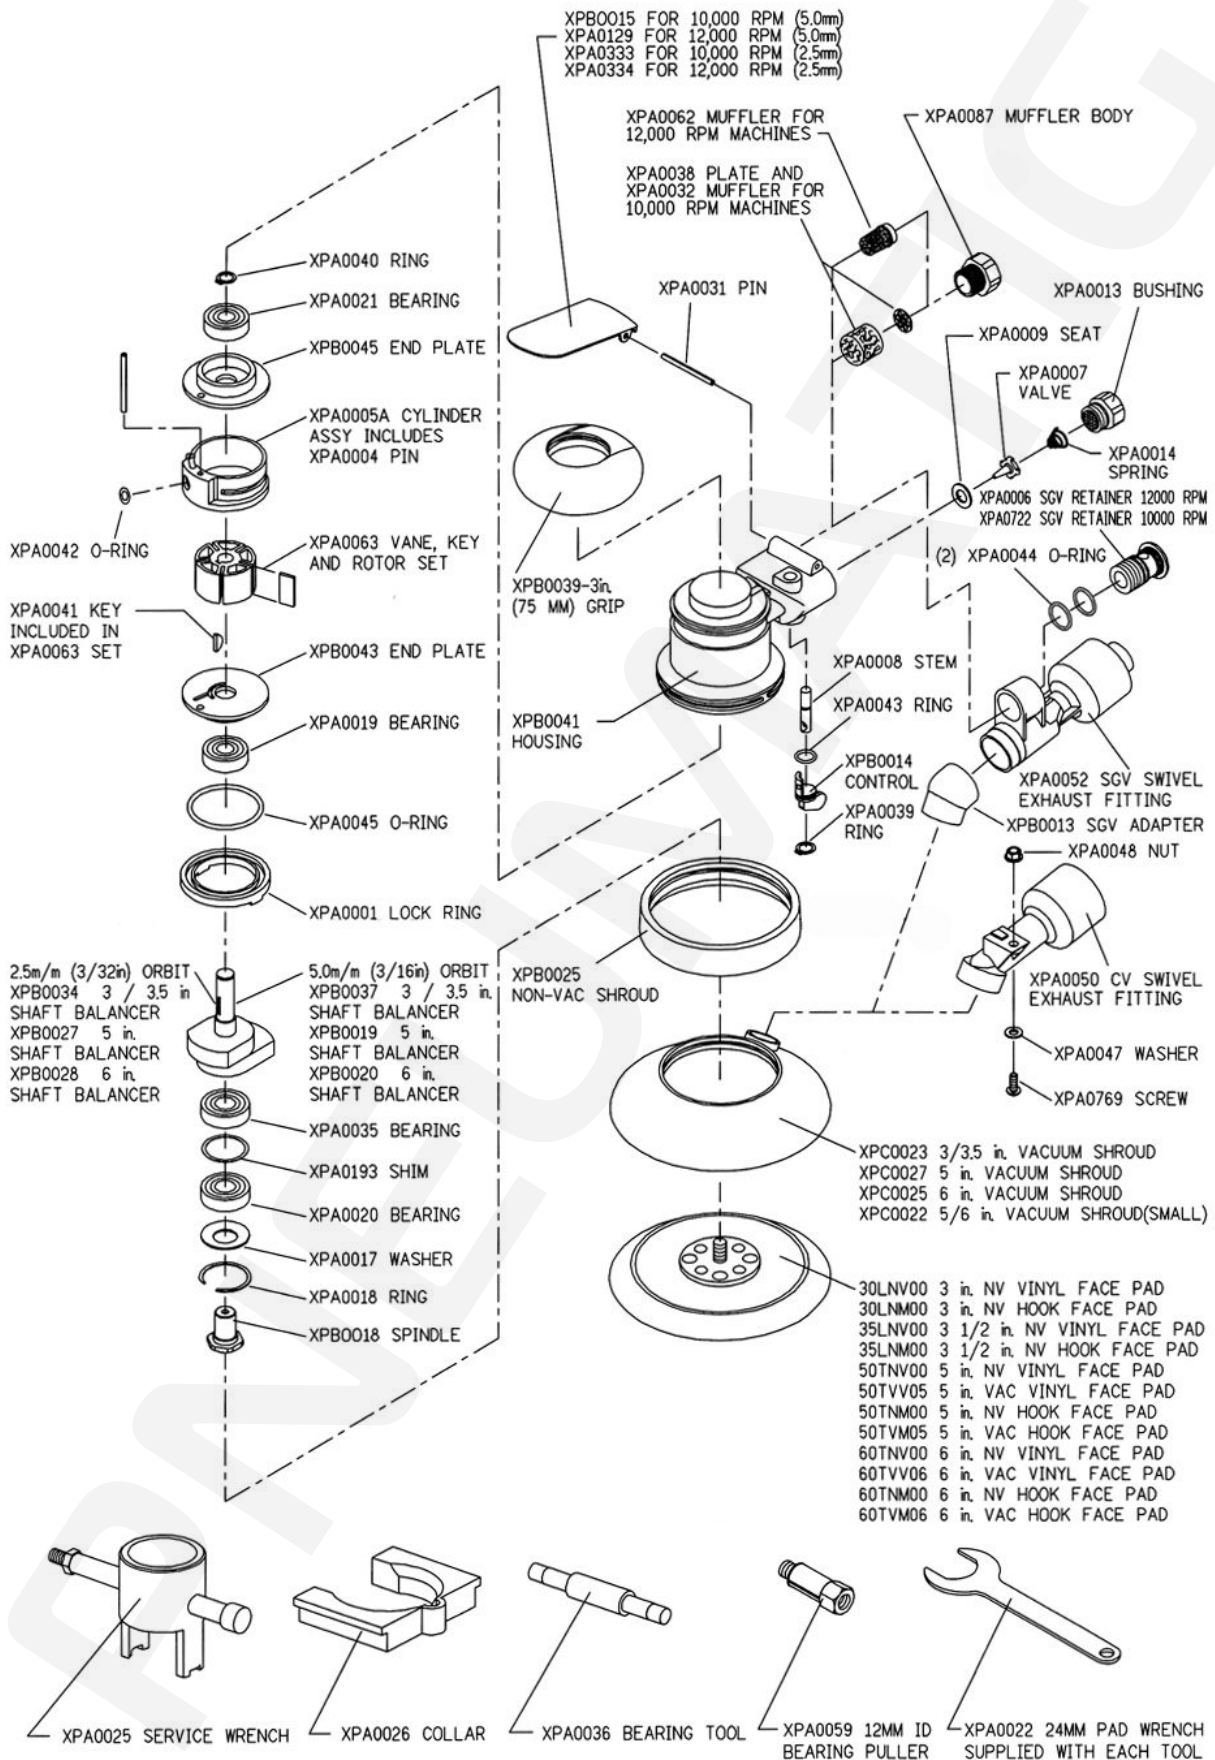 XPB0015 FOR 10,000 RPM (5.0mm)
XPA0129 FOR 12,000 RPM (5.0mm)
XPA0333 FOR 10,000 RPM (2.5mm)
XPA0334 FOR 12,000 RPM (2.5mm)
XPA0062 MUFFLER FOR
12,000 RPM MACHINES
XPA0087 MUFFLER BODY
XPA0038 PLATE AND
XPA0032 MUFFLER FOR
10,000 RPM MACHINES
XPA0040 RING
XPA0021 BEARING
XPB0045 END PLATE
XPA0005A CYLINDER
ASSY INCLUDES
XPA0004 PIN
XPA0042 O-RING
XPA0063 VANE, KEY
AND ROTOR SET
XPA0041 KEY
INCLUDED IN
XPA0063 SET
XPB0043 END PLATE
XPA0019 BEARING
XPA0045 O-RING
XPA0001 LOCK RING
2.5m/m (3/32in) ORBIT
XPB0034 3 / 3.5 in
SHAFT BALANCER
XPB0027 5 in.
SHAFT BALANCER
XPB0028 6 in.
SHAFT BALANCER
5.0m/m (3/16in) ORBIT
XPB0037 3 / 3.5 in.
SHAFT BALANCER
XPB0019 5 in.
SHAFT BALANCER
XPB0020 6 in.
SHAFT BALANCER
XPA0035 BEARING
XPA0193 SHIM
XPA0020 BEARING
XPA0017 WASHER
XPA0018 RING
XPB0018 SPINDLE
XPA0031 PIN
XPA0013 BUSHING
XPA0009 SEAT
XPA0007
VALVE
XPA0014
SPRING
XPA0006 SGV RETAINER 12000 RPM
XPA0722 SGV RETAINER 10000 RPM
(2) XPA0044 O-RING
XPB0039-3in.
(75 MM) GRIP
XPA0008 STEM
XPA0043 RING
XPB0041
HOUSING
XPB0014
CONTROL
XPA0039
RING
XPA0052 SGV SWIVEL
EXHAUST FITTING
XPB0013 SGV ADAPTER
XPA0048 NUT
XPB0025
NON-VAC SHROUD
XPA0050 CV SWIVEL
EXHAUST FITTING
XPA0047 WASHER
XPA0769 SCREW
XPC0023 3/3.5 in. VACUUM SHROUD
XPC0027 5 in. VACUUM SHROUD
XPC0025 6 in. VACUUM SHROUD
XPC0022 5/6 in. VACUUM SHROUD(SMALL)
30LNV00 3 in. NV VINYL FACE PAD
30LNM00 3 in. NV HOOK FACE PAD
35LNV00 3 1/2 in. NV VINYL FACE PAD
35LNM00 3 1/2 in. NV HOOK FACE PAD
50TNV00 5 in. NV VINYL FACE PAD
50TVV05 5 in. VAC VINYL FACE PAD
50TNM00 5 in. NV HOOK FACE PAD
50TVM05 5 in. VAC HOOK FACE PAD
60TNV00 6 in. NV VINYL FACE PAD
60TVV06 6 in. VAC VINYL FACE PAD
60TNM00 6 in. NV HOOK FACE PAD
60TVM06 6 in. VAC HOOK FACE PAD
XPA0025 SERVICE WRENCH
XPA0026 COLLAR
XPA0036 BEARING TOOL
XPA0059 12MM ID
BEARING PULLER
XPA0022 24MM PAD WRENCH
SUPPLIED WITH EACH TOOL
PNEUMATIG